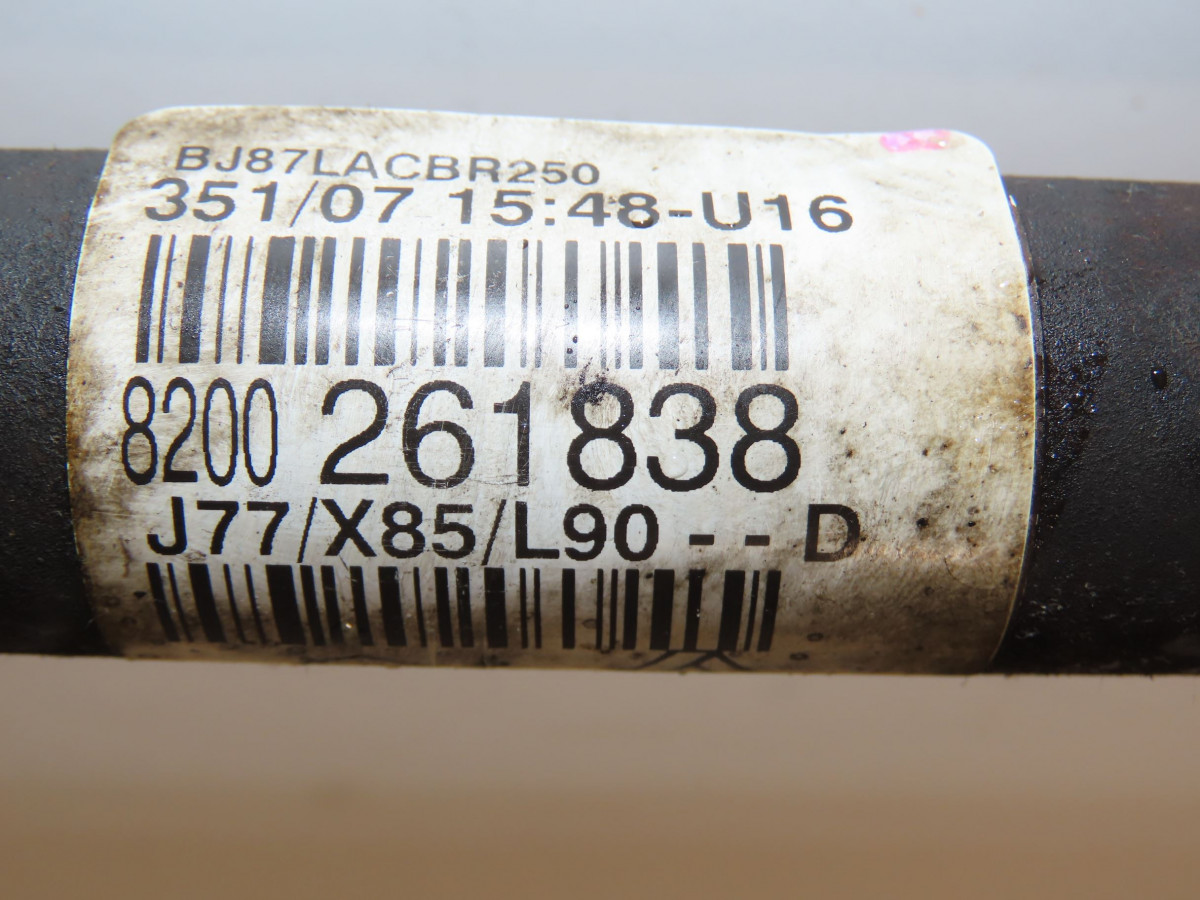 BJ87LACBR250
351/07 15:48-U16
8200 261838
J77/X85/L90 - - D